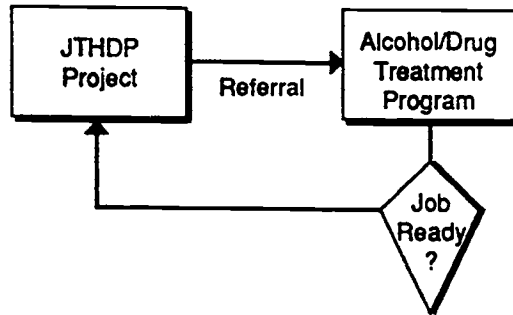 JTHDP
Project
Referral
Alcohol/Drug
Treatment
Program
Job
Ready
?